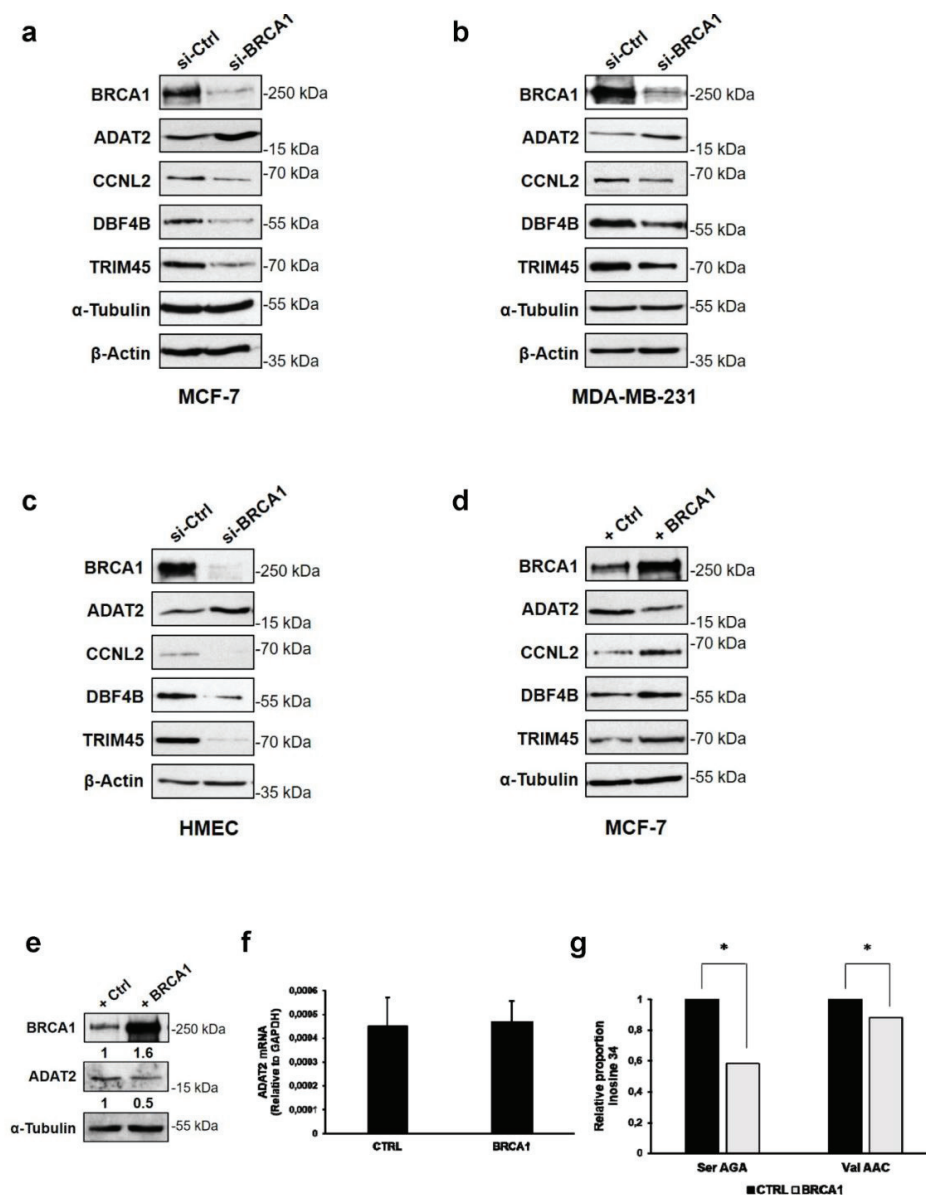 a
si-Ctrl si-BRCA1
BRCA1 -250 kDa
ADAT2 -15 kDa
CCNL2 -70 kDa
DBF4B -55 kDa
TRIM45 -70 kDa
α-Tubulin -55 kDa
β-Actin -35 kDa
MCF-7
b
si-Ctrl si-BRCA1
BRCA1 -250 kDa
ADAT2 -15 kDa
CCNL2 -70 kDa
DBF4B -55 kDa
TRIM45 -70 kDa
α-Tubulin -55 kDa
β-Actin -35 kDa
MDA-MB-231
c
si-Ctrl si-BRCA1
BRCA1 -250 kDa
ADAT2 -15 kDa
CCNL2 -70 kDa
DBF4B -55 kDa
TRIM45 -70 kDa
β-Actin -35 kDa
HMEC
d
+ Ctrl + BRCA1
BRCA1 -250 kDa
ADAT2 -15 kDa
CCNL2 -70 kDa
DBF4B -55 kDa
TRIM45 -70 kDa
α-Tubulin -55 kDa
MCF-7
e
+ Ctrl + BRCA1
BRCA1 -250 kDa
1 1.6
ADAT2 -15 kDa
1 0.5
α-Tubulin -55 kDa
f
ADAT2 mRNA
(Relative to GAPDH)
0,0096
0,0095
0,0094
0,0093
0,0092
0,0091
0
CTRL BRCA1
g
* *
Relative proportion
Inosine 34
1
0,8
0,6
0,4
0,2
0
Ser AGA Val AAC
CTRL BRCA1